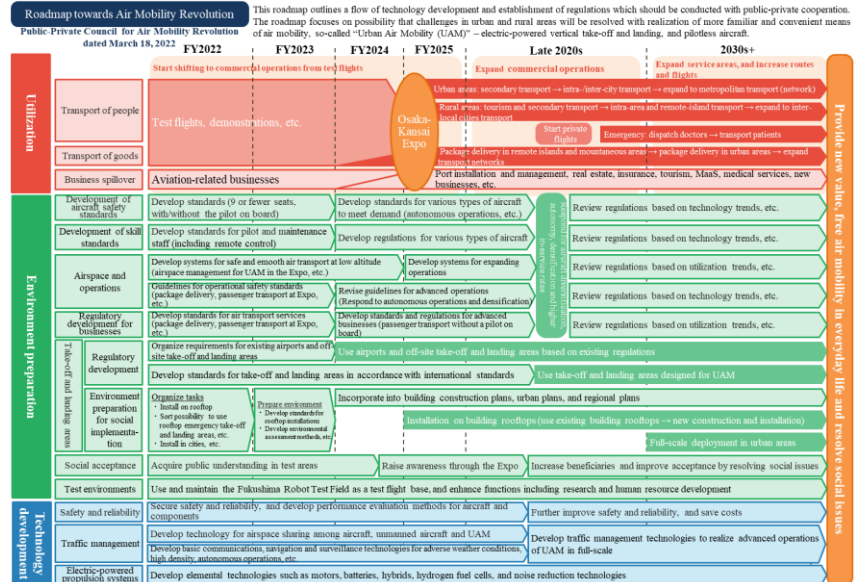 Roadmap towards Air Mobility Revolution
Public-Private Council for Air Mobility Revolution
dated March 18, 2022
This roadmap outlines a flow of technology development and establishment of regulations which should be conducted with public-private cooperation.
The roadmap focuses on possibility that challenges in urban and rural areas will be resolved with realization of more familiar and convenient means
of air mobility, so-called “Urban Air Mobility (UAM)” – electric-powered vertical take-off and landing, and pilotless aircraft.
FY2022
FY2023
FY2024
FY2025
Late 2020s
2030s+
Start shifting to commercial operations from test flights
Expand commercial operations
Expand service areas, and increase routes
and flights
Utilization
Transport of people
Test flights, demonstrations, etc.
Osaka-
Kansai
Expo
Urban areas: secondary transport → intra-/inter-city transport → expand to metropolitan transport (network)
Rural areas: tourism and secondary transport → intra-area and remote-island transport → expand to inter-
local cities transport
Start private
flights
Emergency: dispatch doctors → transport patients
Transport of goods
Package delivery in remote islands and mountaneous areas → package delivery in urban areas → expand
transport networks
Business spillover
Aviation-related businesses
Port installation and management, real estate, insurance, tourism, MaaS, medical services, new
businesses, etc.
Provide new value, free air mobility in everyday life and resolve social issues
Environment preparation
Development of
aircraft safety
standards
Develop standards (9 or fewer seats,
with/without the pilot on board)
Develop standards for various types of aircraft
to meet demand (autonomous operations, etc.)
Review regulations based on technology trends, etc.
Development of skill
standards
Develop standards for pilot and maintenance
staff (including remote control)
Develop regulations for various types of aircraft
Review regulations based on technology trends, etc.
Airspace and
operations
Develop systems for safe and smooth air transport at low altitude
(airspace management for UAM in the Expo, etc.)
Develop systems for expanding
operations
Review regulations based on utilization trends, etc.
Guidelines for operational safety standards
(package delivery, passenger transport at Expo,
etc.)
Revise guidelines for advanced operations
(Respond to autonomous operations and densification)
Review regulations based on technology trends, etc.
Regulatory
development for
businesses
Develop standards for air transport services
(package delivery, passenger transport at Expo,
etc.)
Develop standards and regulations for advanced
businesses (passenger transport without a pilot on
board)
Review regulations based on utilization trends, etc.
autonomy, densification and higher
in-service rates
Take-off and landing areas
Regulatory
development
Organize requirements for existing airports and off-
site take-off and landing areas
Use airports and off-site take-off and landing areas based on existing regulations
Develop standards for take-off and landing areas in accordance with international standards
Use take-off and landing areas designed for UAM
Environment
preparation
for social
implementa-
tion
Organize tasks
• Install on rooftop
• Sort possibility to use
rooftop emergency take-off
and landing areas, etc.
• Install in cities, etc.
Prepare environment
• Develop standards for
rooftop installations
• Develop environmental
assessment methods, etc.
Incorporate into building construction plans, urban plans, and regional plans
Installation on building rooftops (use existing building rooftops → new construction and installation)
Full-scale deployment in urban areas
Social acceptance
Acquire public understanding in test areas
Raise awareness through the Expo
Increase beneficiaries and improve acceptance by resolving social issues
Test environments
Use and maintain the Fukushima Robot Test Field as a test flight base, and enhance functions including research and human resource development
Technology
development
Safety and reliability
Secure safety and reliability, and develop performance evaluation methods for aircraft and
components
Further improve safety and reliability, and save costs
Traffic management
Develop technology for airspace sharing among aircraft, unmanned aircraft and UAM
Develop basic communications, navigation and surveillance technologies for adverse weather conditions,
high density, autonomous operations, etc.
Develop traffic management technologies to realize advanced operations
of UAM in full-scale
Electric-powered
propulsion systems
Develop elemental technologies such as motors, batteries, hybrids, hydrogen fuel cells, and noise reduction technologies